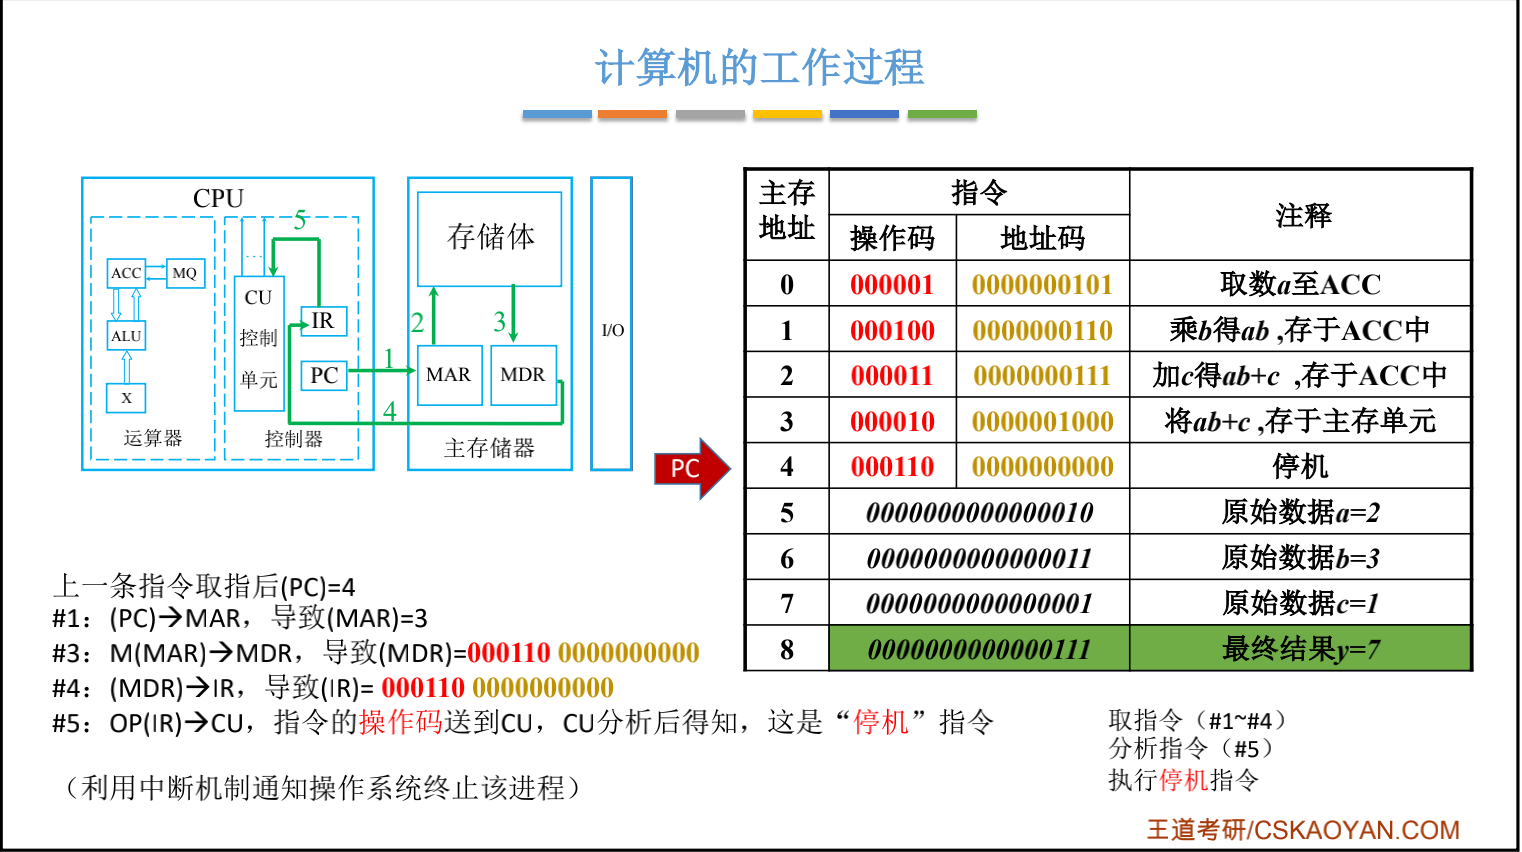 计算机的工作过程
CPU
5
ACC
MQ
ALU
X
运算器
...
CU
控制
单元
IR
PC
控制器
存储体
2
3
1
MAR
MDR
4
主存储器
I/O
PC
主存地址 指令 注释
操作码 地址码
0 000001 0000000101 取数a至ACC
1 000100 0000000110 乘b得ab ,存于ACC中
2 000011 0000000111 加c得ab+c ,存于ACC中
3 000010 0000001000 将ab+c ,存于主存单元
4 000110 0000000000 停机
5 0000000000000010 原始数据a=2
6 0000000000000011 原始数据b=3
7 0000000000000001 原始数据c=1
8 0000000000000111 最终结果y=7
上一条指令取指后(PC)=4
#1：(PC)→MAR，导致(MAR)=3
#3：M(MAR)→MDR，导致(MDR)=000110 0000000000
#4：(MDR)→IR，导致(IR)= 000110 0000000000
#5：OP(IR)→CU，指令的操作码送到CU，CU分析后得知，这是“停机”指令
（利用中断机制通知操作系统终止该进程）
取指令（#1~#4）
分析指令（#5）
执行停机指令
王道考研/CSKAOYAN.COM